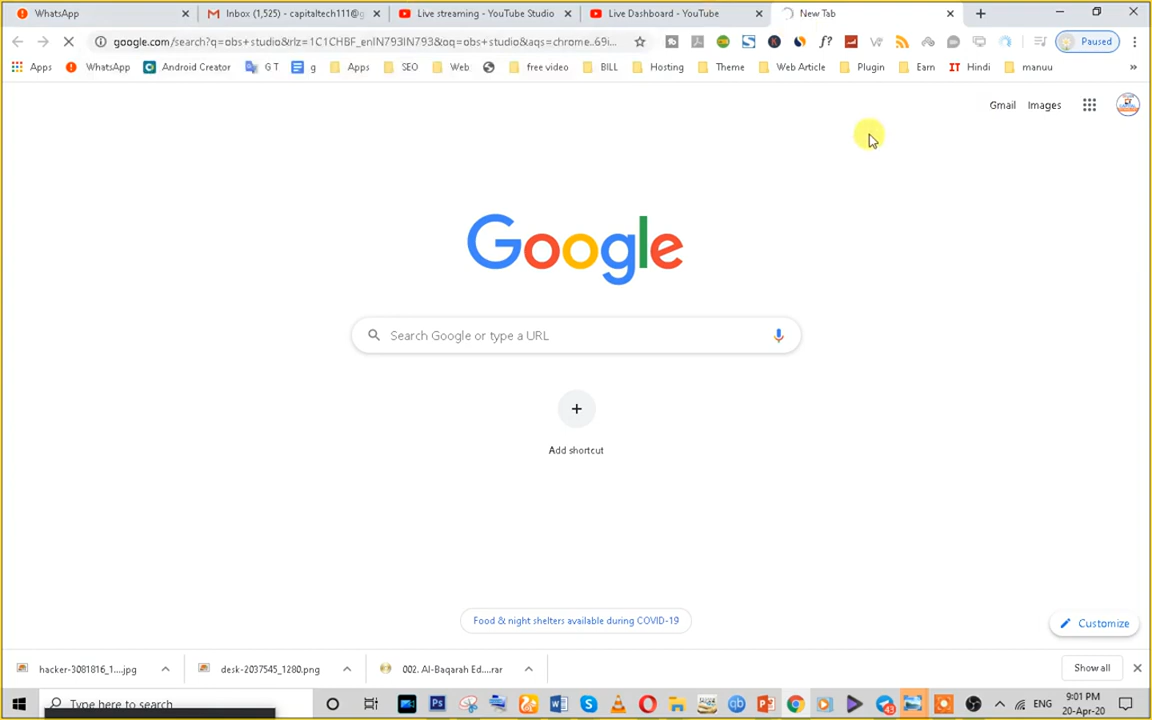 WhatsApp
Inbox (1,525) - capitaltech111@g
Live streaming - YouTube Studio
Live Dashboard - YouTube
New Tab
google.com/search?q=obs+studio&rlz=1C1CHBF_enIN793IN793&oq=obs+studio&aqs=chrome..69i...
Paused
Apps
WhatsApp
Android Creator
G T
g
Apps
SEO
Web
free video
BILL
Hosting
Theme
Web Article
Plugin
Earn
IT Hindi
manuu
»
Gmail
Images
Google
Search Google or type a URL
Add shortcut
Food & night shelters available during COVID-19
Customize
hacker-3081816_1....jpg
desk-2037545_1280.png
002. Al-Baqarah Ed....rar
Show all
Type here to search
ENG
9:01 PM
20-Apr-20